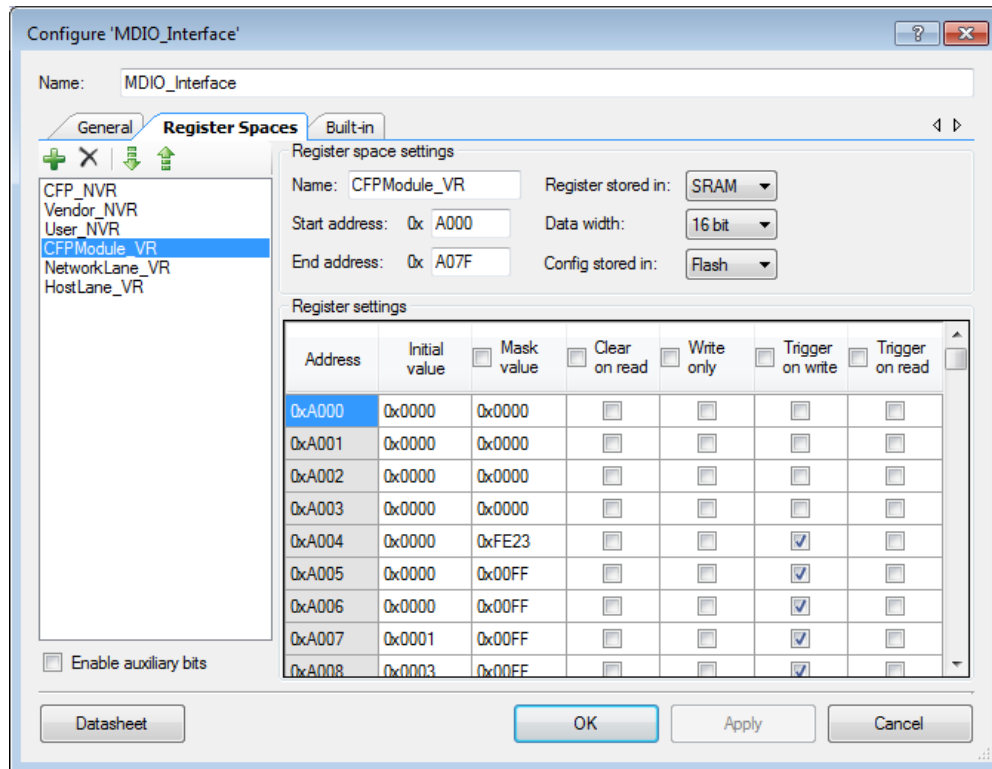 Configure 'MDIO_Interface'
Name: MDIO_Interface
General Register Spaces Built-in
CFP_NVR
Vendor_NVR
User_NVR
CFPModule_VR
NetworkLane_VR
HostLane_VR
Enable auxiliary bits
Register space settings
Name: CFPModule_VR Register stored in: SRAM
Start address: 0x A000 Data width: 16 bit
End address: 0x A07F Config stored in: Flash
Register settings
Address Initial value Mask value Clear on read Write only Trigger on write Trigger on read
0xA000 0x0000 0x0000
0xA001 0x0000 0x0000
0xA002 0x0000 0x0000
0xA003 0x0000 0x0000
0xA004 0x0000 0xFE23
0xA005 0x0000 0x00FF
0xA006 0x0000 0x00FF
0xA007 0x0001 0x00FF
0xA008 0x0003 0x00FF
Datasheet OK Apply Cancel